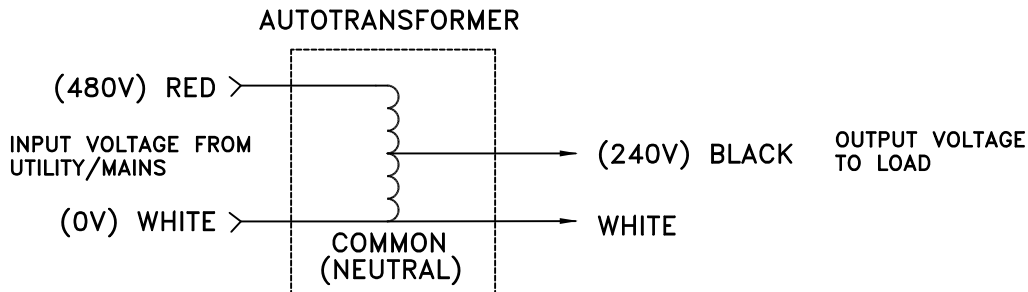 AUTOTRANSFORMER
(480V) RED
INPUT VOLTAGE FROM
UTILITY/MAINS
(240V) BLACK
OUTPUT VOLTAGE
TO LOAD
(0V) WHITE
WHITE
COMMON
(NEUTRAL)